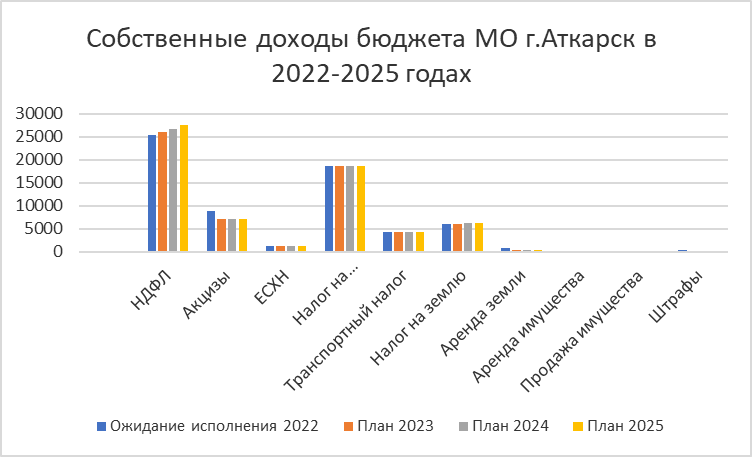 Собственные доходы бюджета МО г.Аткарск в
2022-2025 годах
30000
25000
20000
15000
10000
5000
0
НДФЛ
Акцизы
ЕСХН
Налог на...
Транспортный налог
Налог на землю
Аренда земли
Аренда имущества
Продажа имущества
Штрафы
Ожидание исполнения 2022
План 2023
План 2024
План 2025